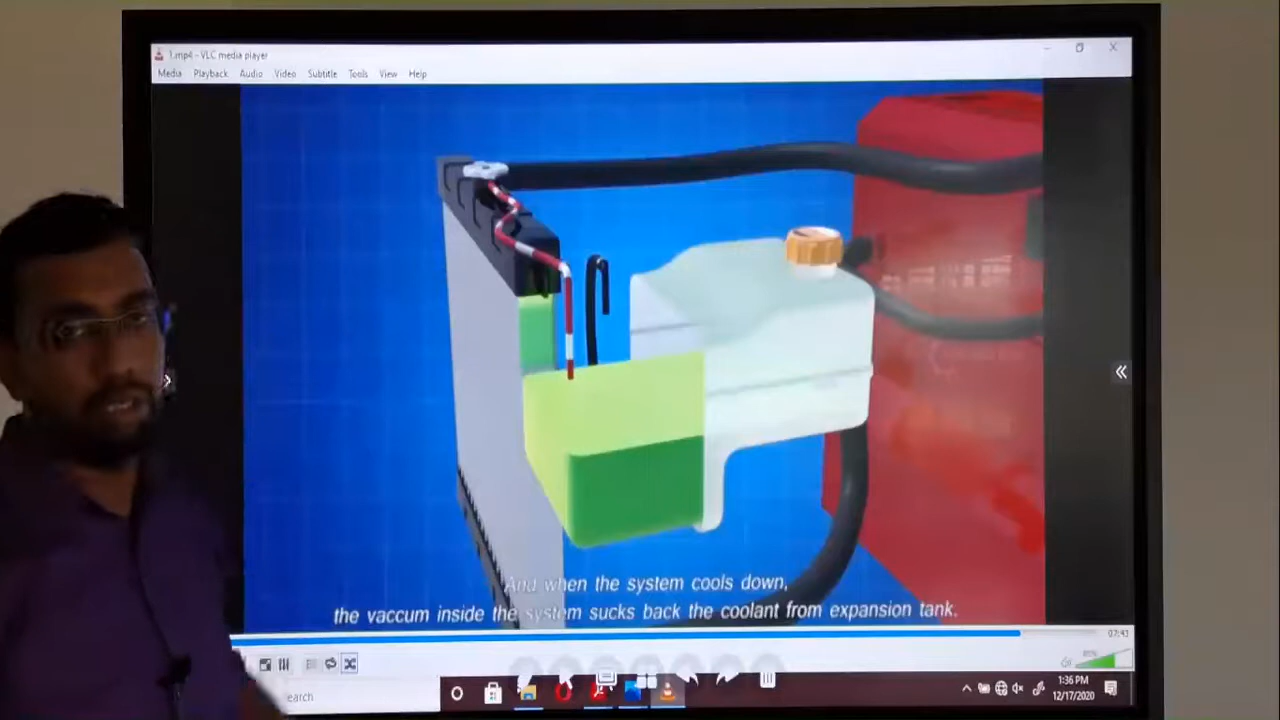 1.mp4 - VLC media player
Media Playback Audio Video Subtitle Tools View Help
And when the system cools down,
the vaccum inside the system sucks back the coolant from expansion tank.
07:43
earch
1:36 PM
12/17/2020